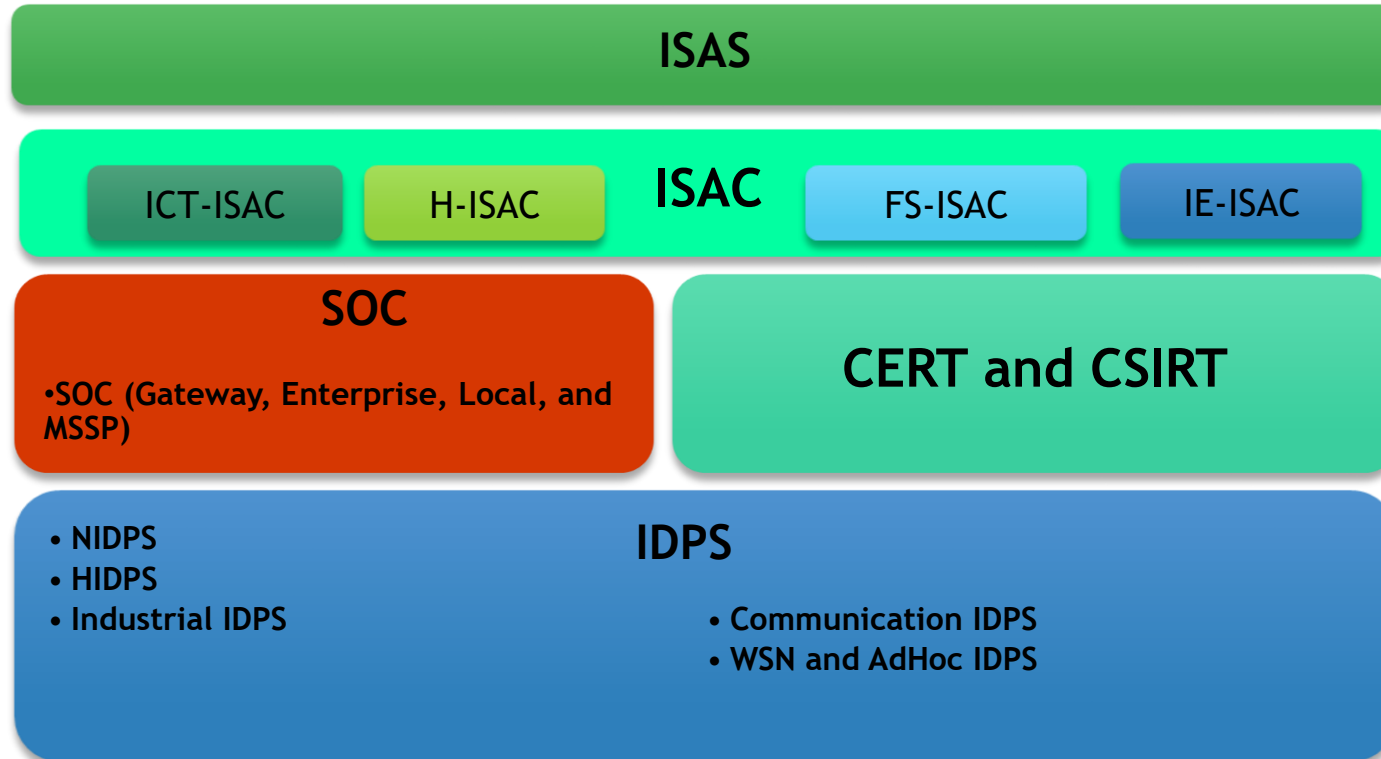 ISAS
ISAC
ICT-ISAC
H-ISAC
FS-ISAC
IE-ISAC
SOC
•SOC (Gateway, Enterprise, Local, and
MSSP)
CERT and CSIRT
IDPS
• NIDPS
• HIDPS
• Industrial IDPS
• Communication IDPS
• WSN and AdHoc IDPS